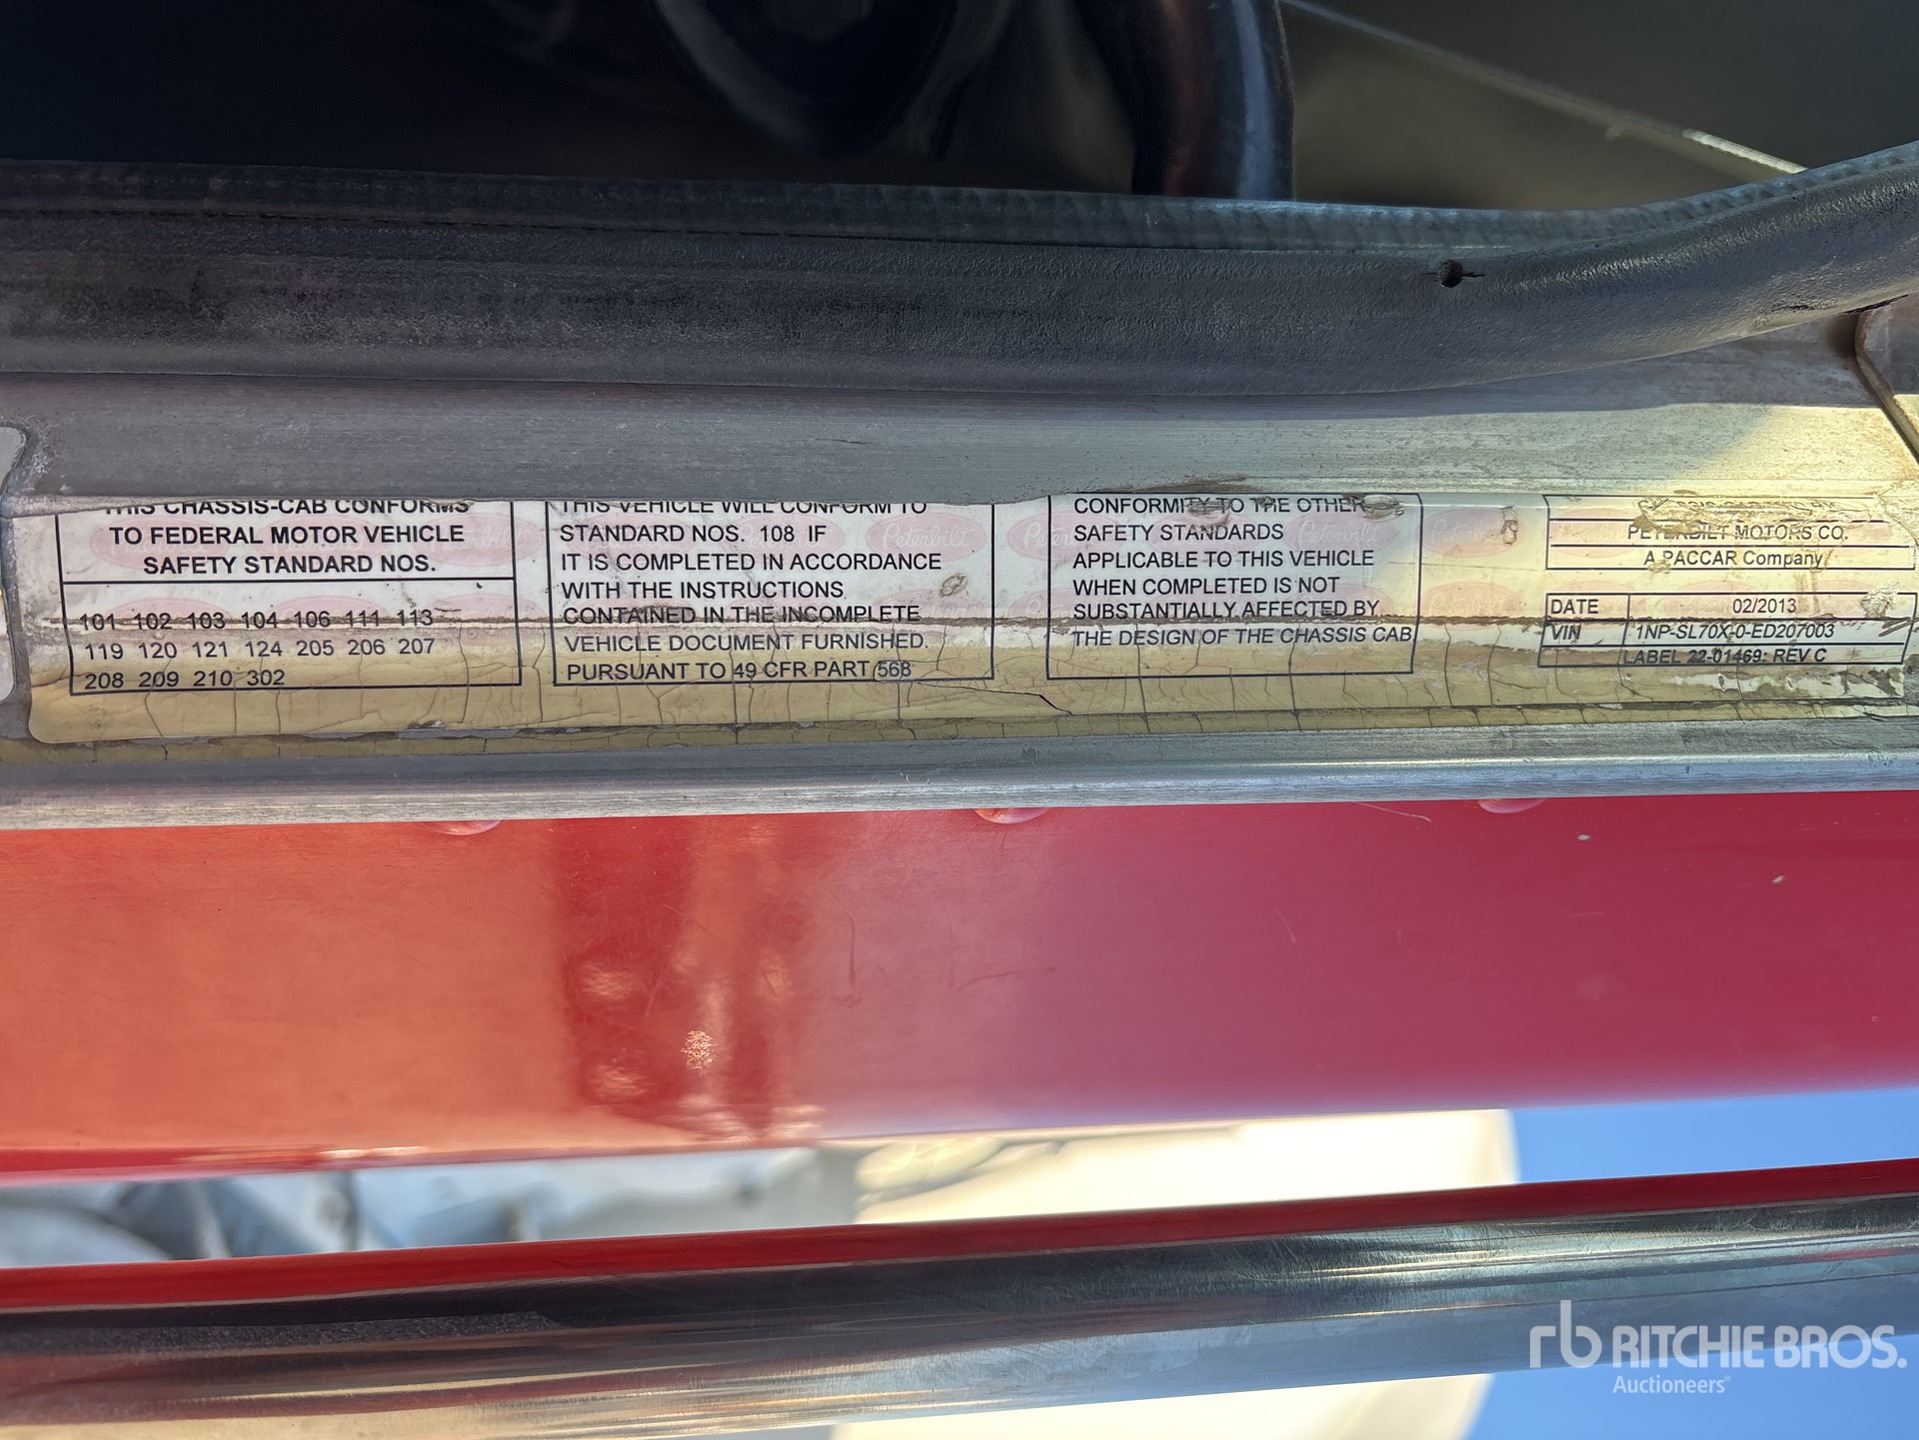 THIS CHASSIS-CAB CONFORMS
TO FEDERAL MOTOR VEHICLE
SAFETY STANDARD NOS.
101 102 103 104 106 111 113
119 120 121 124 205 206 207
208 209 210 302
THIS VEHICLE WILL CONFORM TO
STANDARD NOS. 108 IF
IT IS COMPLETED IN ACCORDANCE
WITH THE INSTRUCTIONS
CONTAINED IN THE INCOMPLETE
VEHICLE DOCUMENT FURNISHED.
PURSUANT TO 49 CFR PART 568
CONFORMITY TO THE OTHER
SAFETY STANDARDS
APPLICABLE TO THIS VEHICLE
WHEN COMPLETED IS NOT
SUBSTANTIALLY AFFECTED BY
THE DESIGN OF THE CHASSIS CAB
PETERBILT MOTORS CO.
A PACCAR Company
DATE 02/2013
VIN 1NP-SL70X-0-ED207003
LABEL 22-01469: REV C
Peterbilt
rb RITCHIE BROS.
Auctioneers